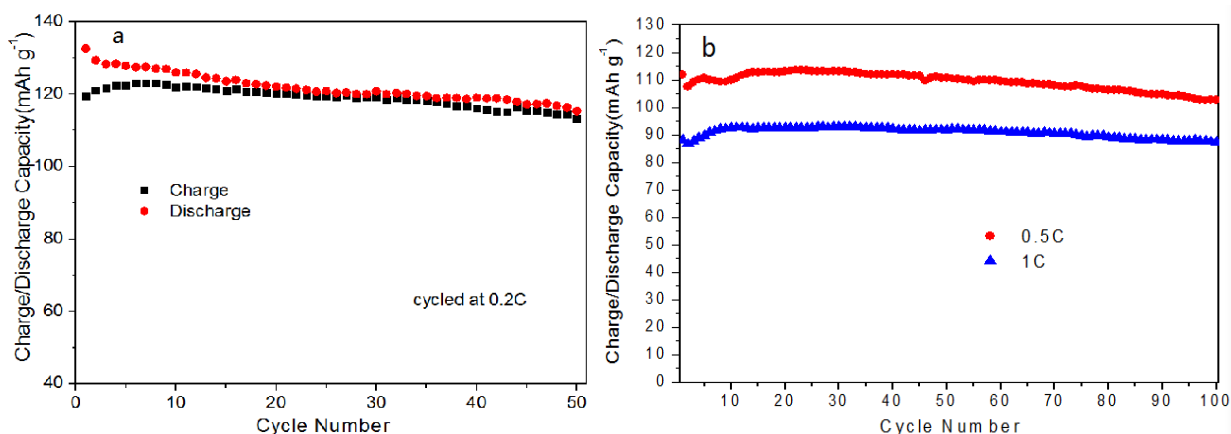 a
140
120
100
80
60
40
Charge/Discharge Capacity(mAh g-1)
Charge
Discharge
cycled at 0.2C
0 10 20 30 40 50
Cycle Number
b
130
120
110
100
90
80
70
60
50
40
30
20
10
0
Charge/Discharge Capacity(mAh g-1)
0.5C
1C
10 20 30 40 50 60 70 80 90 100
Cycle Number